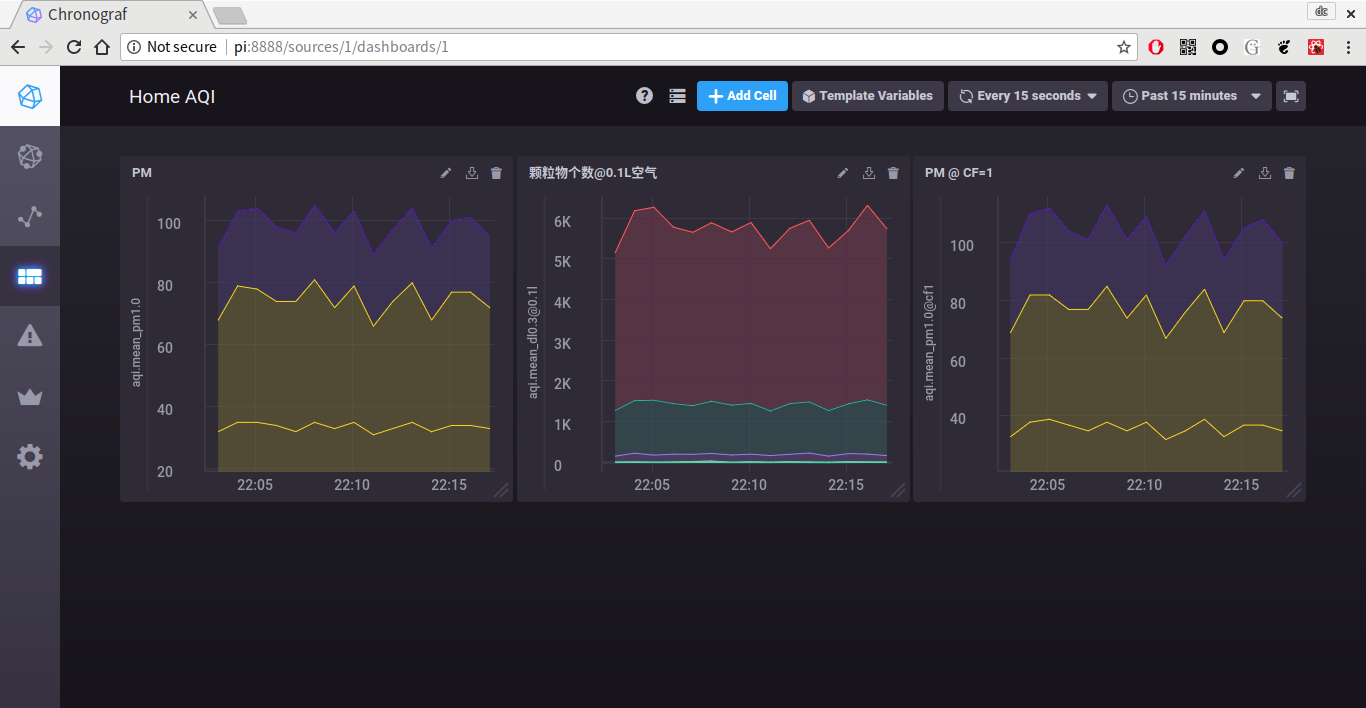 Chronograf
dc
Not secure pi:8888/sources/1/dashboards/1
Home AQI
Add Cell
Template Variables
Every 15 seconds
Past 15 minutes
PM
aqi.mean_pm1.0
100
80
60
40
20
22:05 22:10 22:15
颗粒物个数@0.1L空气
aqi.mean_dl0.3@0.1l
6K
5K
4K
3K
2K
1K
0
22:05 22:10 22:15
PM @ CF=1
aqi.mean_pm1.0@cf1
100
80
60
40
22:05 22:10 22:15